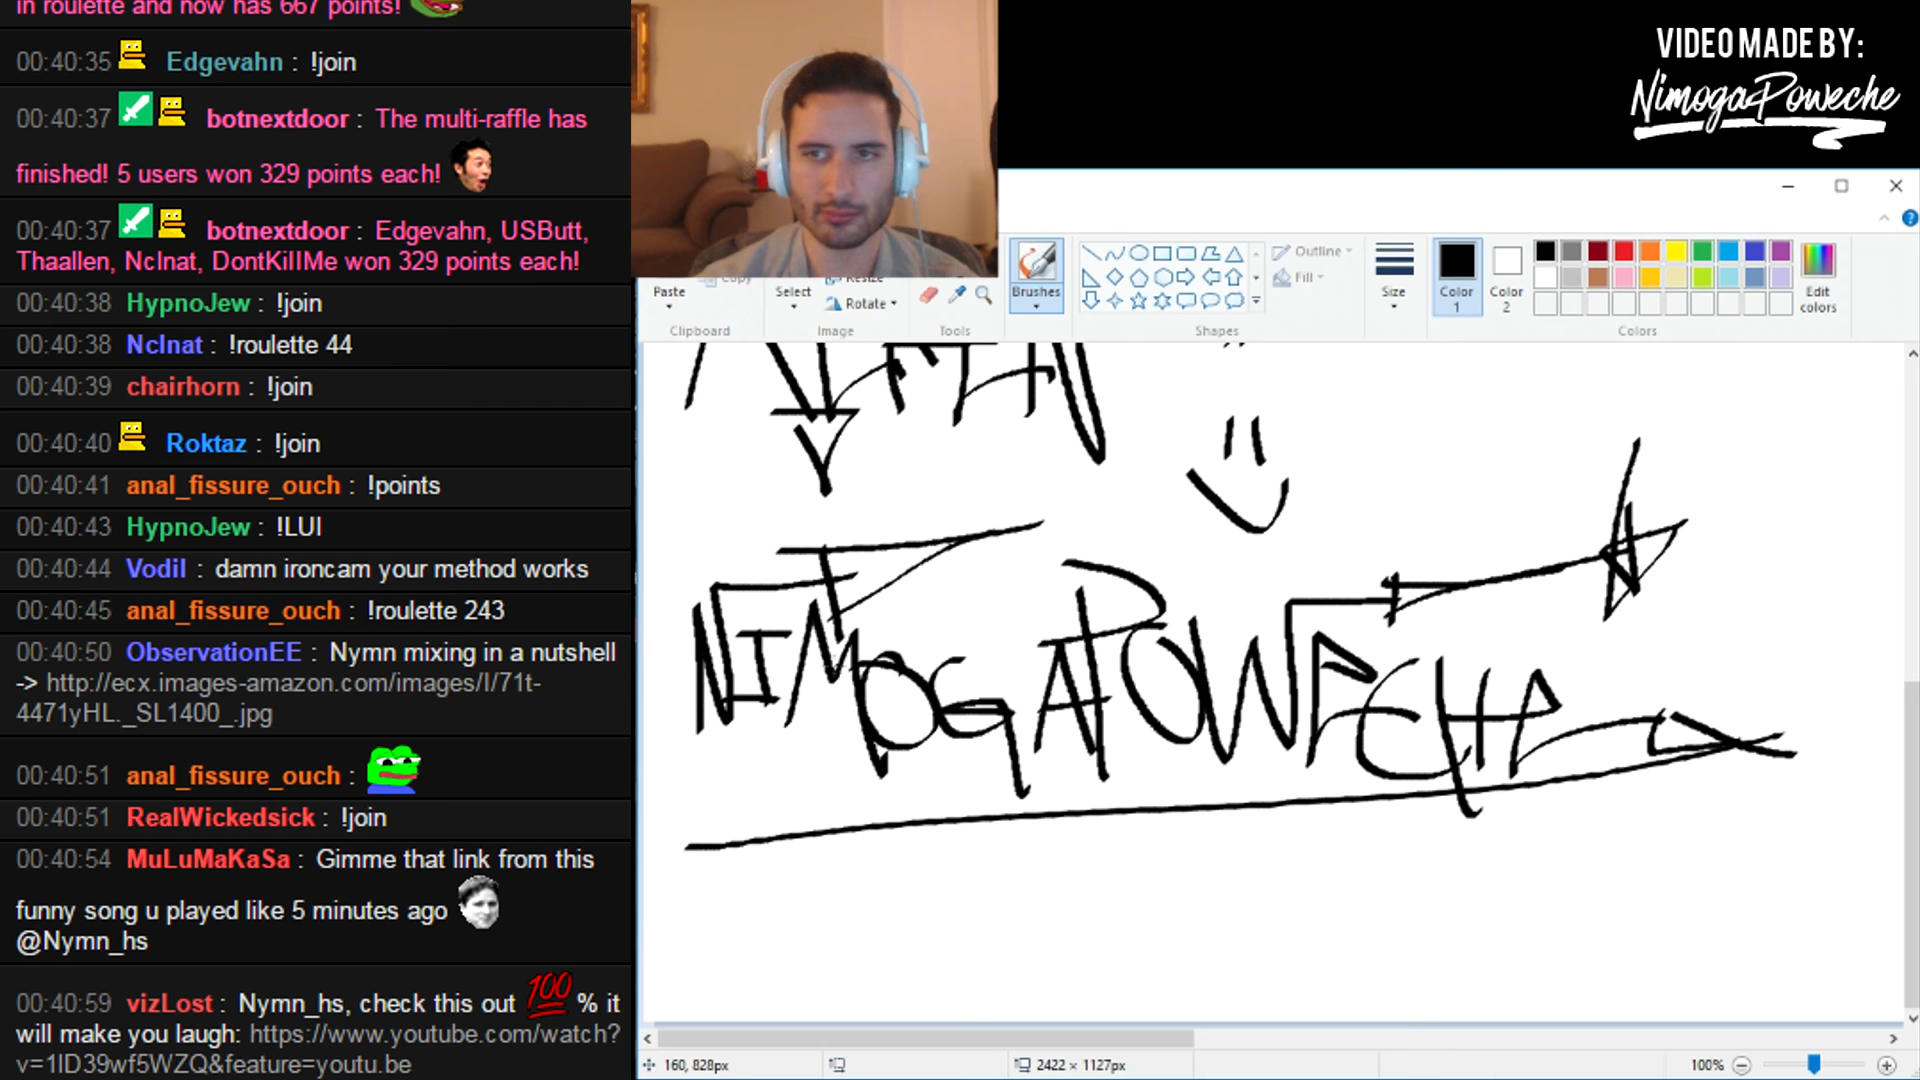 in roulette and now has 667 points!
00:40:35 Edgevahn : !join
00:40:37 botnextdoor : The multi-raffle has
finished! 5 users won 329 points each!
00:40:37 botnextdoor : Edgevahn, USButt,
Thaallen, NcInat, DontKillMe won 329 points each!
00:40:38 HypnoJew : !join
00:40:38 NcInat : !roulette 44
00:40:39 chairhorn : !join
00:40:40 Roktaz : !join
00:40:41 anal_fissure_ouch : !points
00:40:43 HypnoJew : !LUI
00:40:44 Vodil : damn ironcam your method works
00:40:45 anal_fissure_ouch : !roulette 243
00:40:50 ObservationEE : Nymn mixing in a nutshell
-> http://ecx.images-amazon.com/images/I/71t-
4471yHL._SL1400_.jpg
00:40:51 anal_fissure_ouch :
00:40:51 RealWickedsick : !join
00:40:54 MuLuMaKaSa : Gimme that link from this
funny song u played like 5 minutes ago
@Nymn_hs
00:40:59 vizLost : Nymn_hs, check this out 100 % it
will make you laugh: https://www.youtube.com/watch?
v=1ID39wf5WZQ&feature=youtu.be
VIDEO MADE BY:
NimogaPoweche
Paste
Copy
Clipboard
Select
Resize
Rotate
Image
Tools
Brushes
Outline
Fill
Shapes
Size
Color
1
Color
2
Edit
colors
Colors
NIMOGAPOWECHE
160, 828px
2422 × 1127px
100%